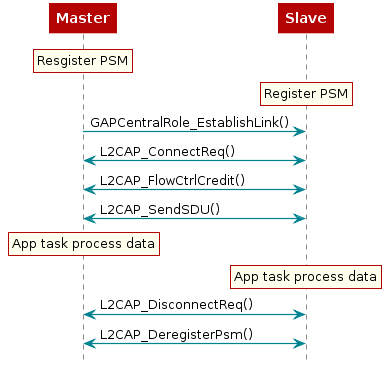 Master
Slave
Resgister PSM
Register PSM
GAPCentralRole_EstablishLink()
L2CAP_ConnectReq()
L2CAP_FlowCtrlCredit()
L2CAP_SendSDU()
App task process data
App task process data
L2CAP_DisconnectReq()
L2CAP_DeregisterPsm()